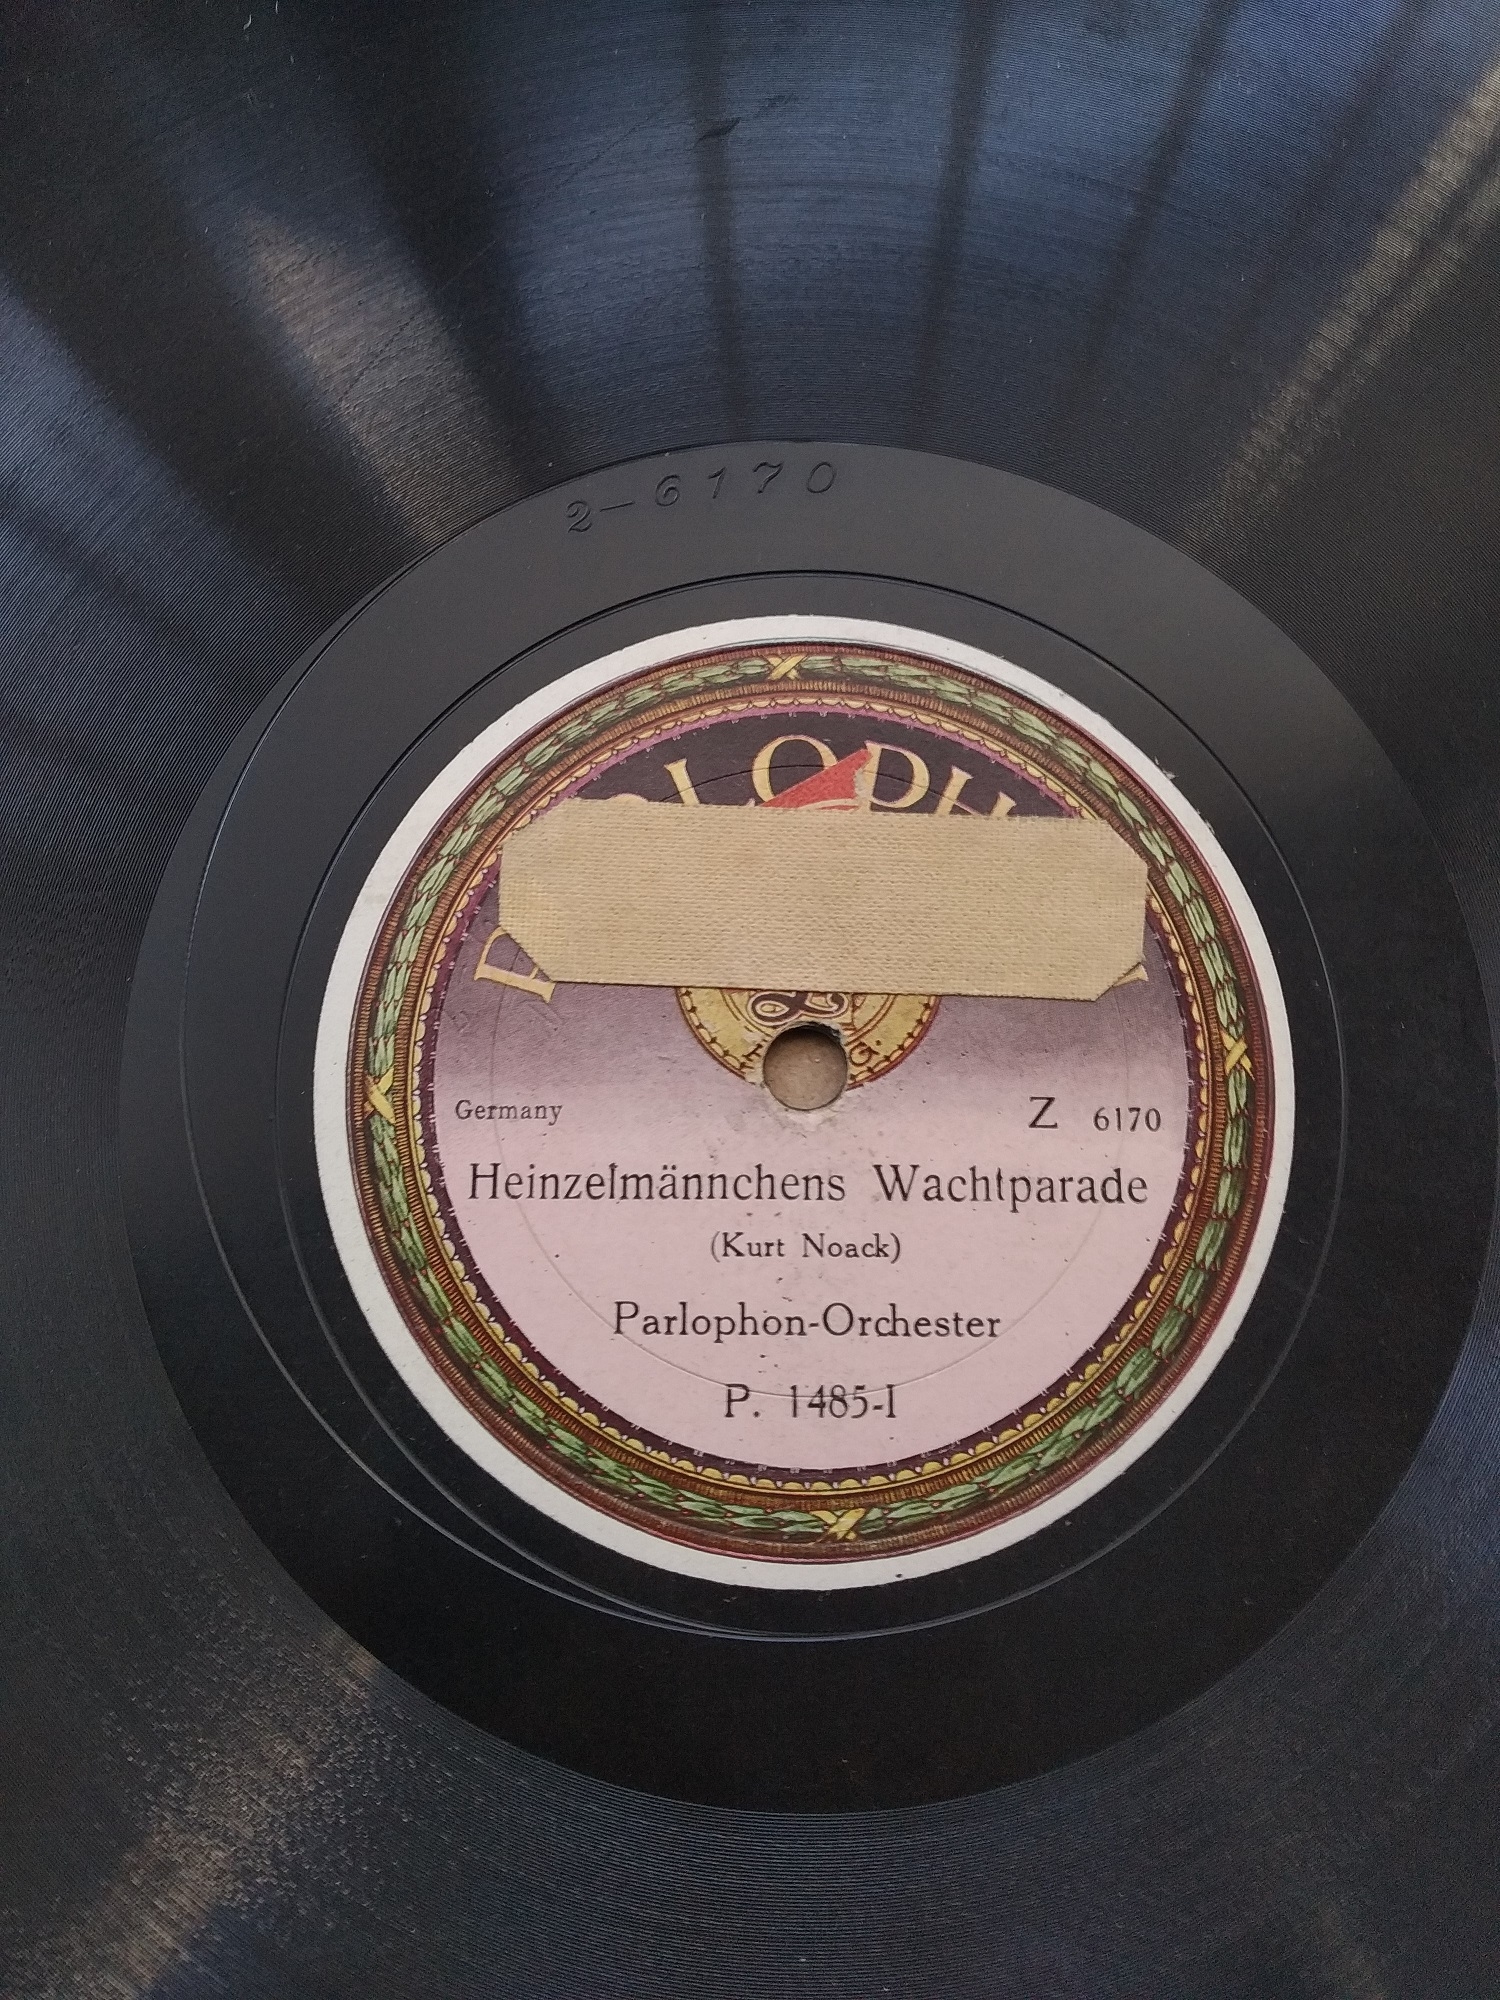 2-6170
Germany
Z 6170
Heinzelmännchens Wachtparade
(Kurt Noack)
Parlophon-Orchester
P. 1485-I